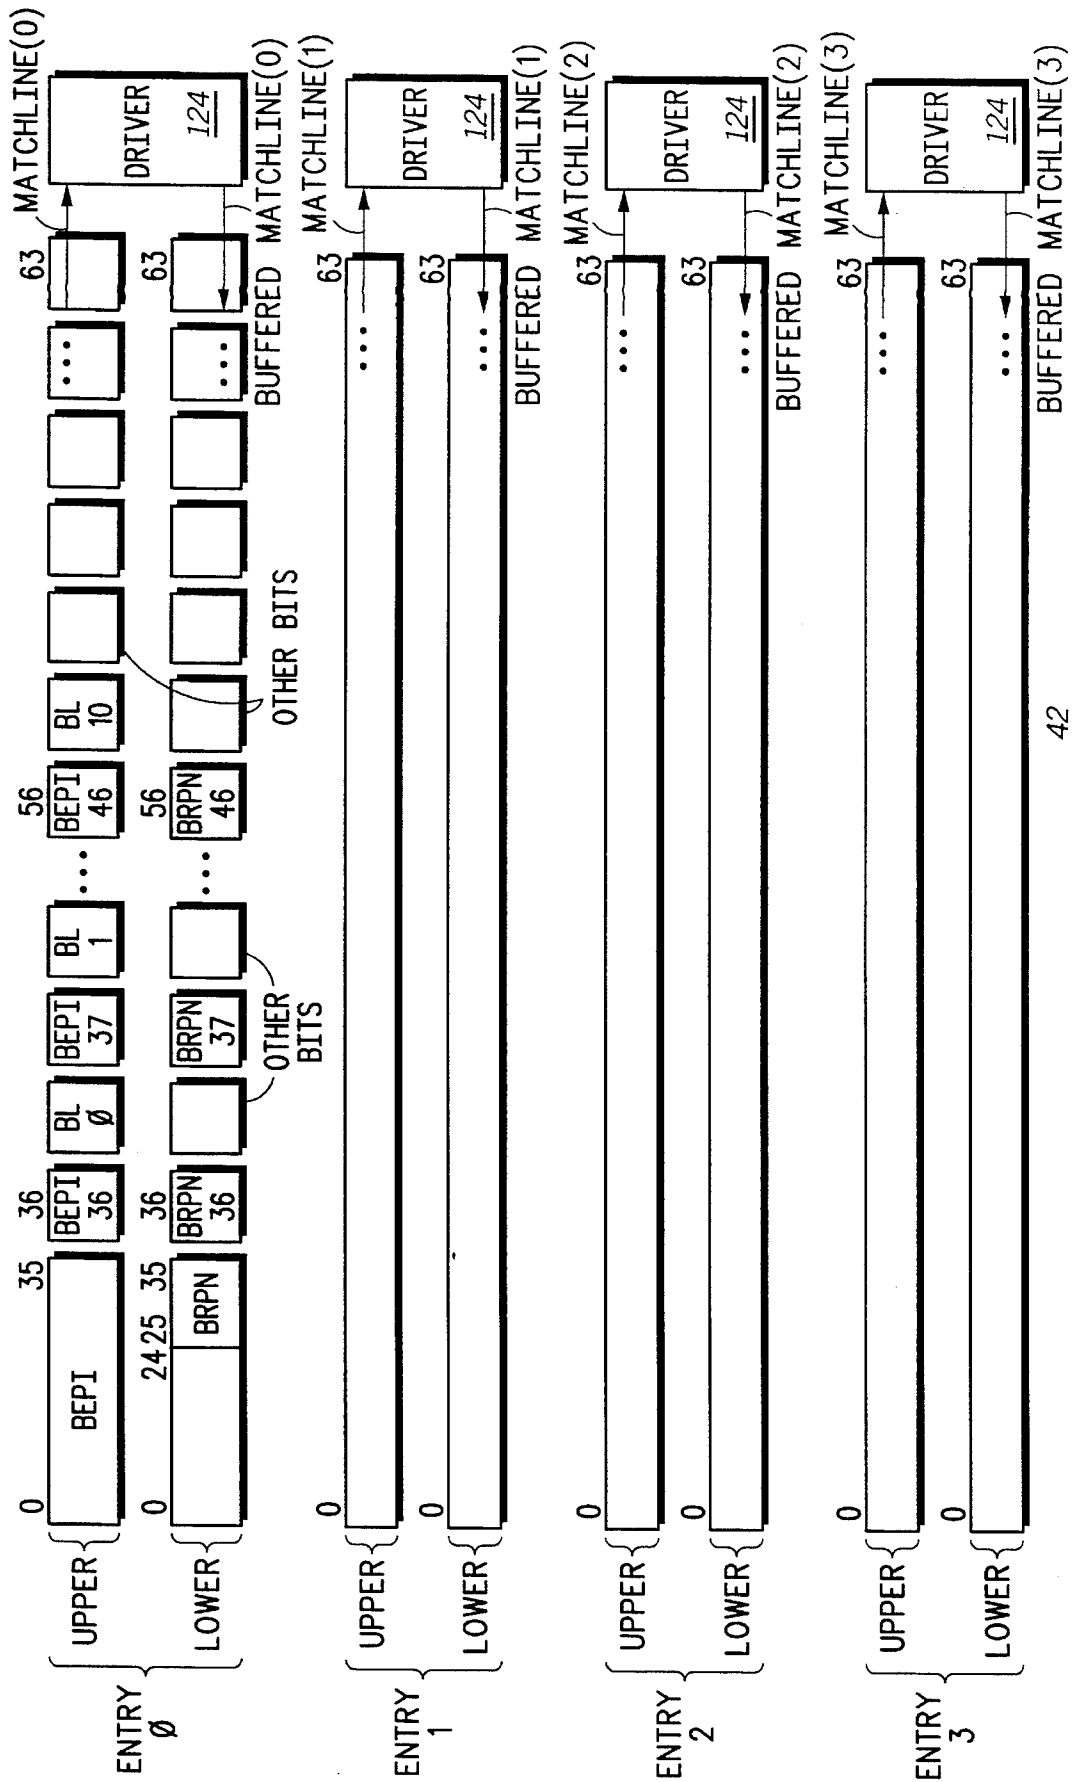 MATCHLINE(0)
0 35 36 56 63
ENTRY Ø
UPPER
BEPI
BEPI 36
BL Ø
BEPI 37
BL 1
• • •
BEPI 46
BL 10
• • •
DRIVER
124
OTHER BITS
0 24 25 35 36 56 63
LOWER
BRPN
BRPN 36
BRPN 37
• • •
BRPN 46
• • •
OTHER BITS
BUFFERED MATCHLINE(0)
MATCHLINE(1)
0 63
ENTRY 1
UPPER
• • •
DRIVER
124
0 63
LOWER
• • •
BUFFERED MATCHLINE(1)
MATCHLINE(2)
0 63
ENTRY 2
UPPER
• • •
DRIVER
124
0 63
LOWER
• • •
BUFFERED MATCHLINE(2)
MATCHLINE(3)
0 63
ENTRY 3
UPPER
• • •
DRIVER
124
0 63
LOWER
• • •
BUFFERED MATCHLINE(3)
42